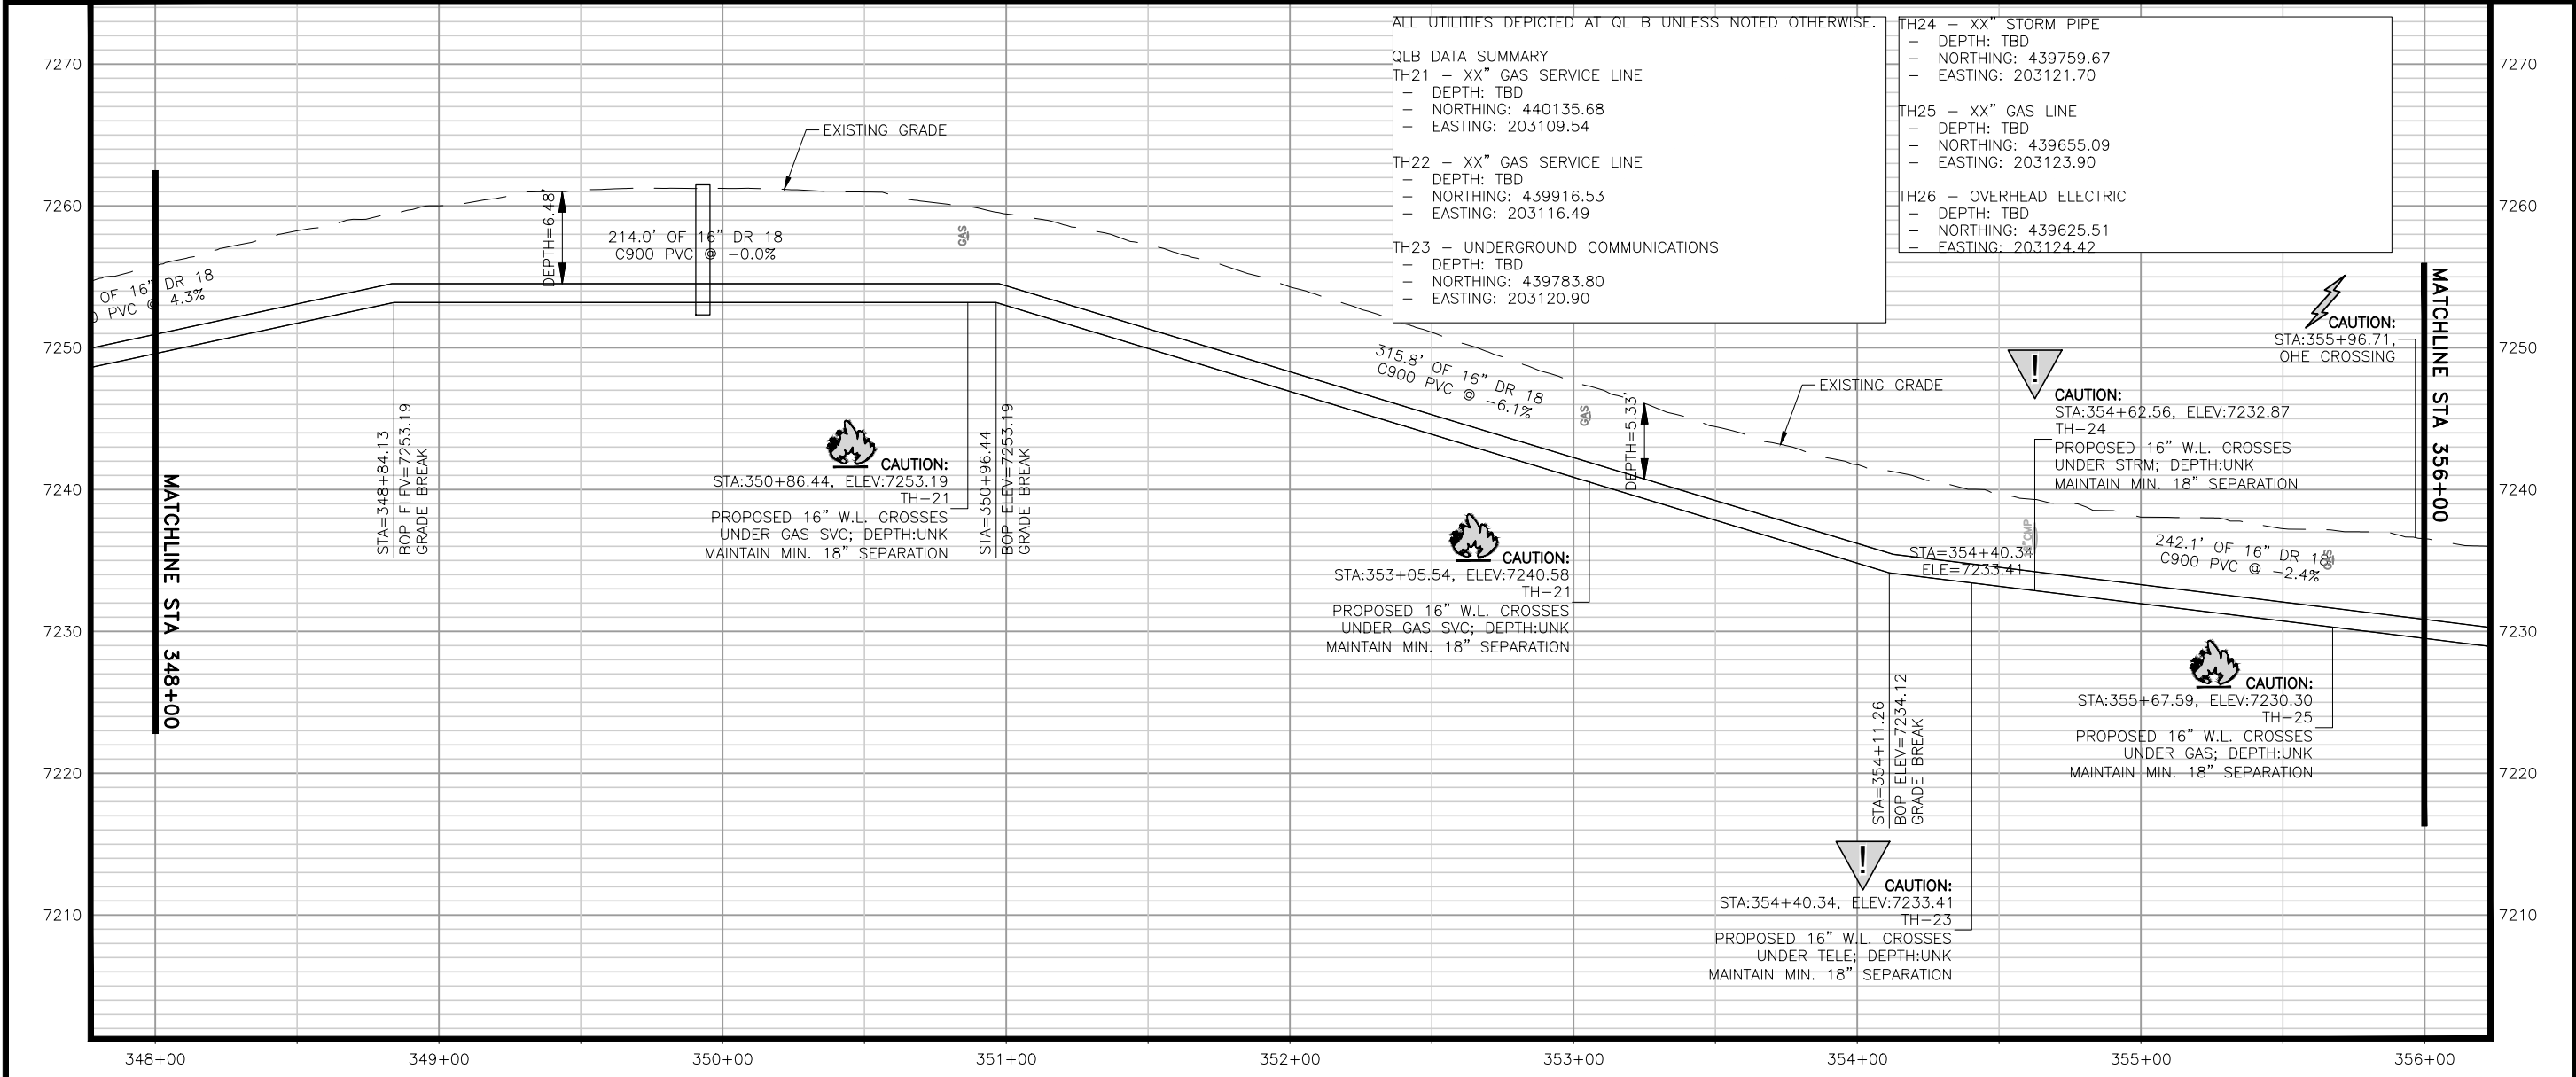 ALL UTILITIES DEPICTED AT QL B UNLESS NOTED OTHERWISE.
QLB DATA SUMMARY
TH21 - XX" GAS SERVICE LINE
- DEPTH: TBD
- NORTHING: 440135.68
- EASTING: 203109.54
TH22 - XX" GAS SERVICE LINE
- DEPTH: TBD
- NORTHING: 439916.53
- EASTING: 203116.49
TH23 - UNDERGROUND COMMUNICATIONS
- DEPTH: TBD
- NORTHING: 439783.80
- EASTING: 203120.90
TH24 - XX" STORM PIPE
- DEPTH: TBD
- NORTHING: 439759.67
- EASTING: 203121.70
TH25 - XX" GAS LINE
- DEPTH: TBD
- NORTHING: 439655.09
- EASTING: 203123.90
TH26 - OVERHEAD ELECTRIC
- DEPTH: TBD
- NORTHING: 439625.51
- EASTING: 203124.42
7270
7260
7250
7240
7230
7220
7210
7270
7260
7250
7240
7230
7220
7210
MATCHLINE STA 348+00
OF 16" DR 18
PVC @ 4.3%
EXISTING GRADE
DEPTH=6.48'
214.0' OF 16" DR 18
C900 PVC @ -0.0%
GAS
STA=348+84.13
BOP ELEV=7253.19
GRADE BREAK
CAUTION:
STA:350+86.44, ELEV:7253.19
TH-21
PROPOSED 16" W.L. CROSSES
UNDER GAS SVC; DEPTH:UNK
MAINTAIN MIN. 18" SEPARATION
STA=350+96.44
BOP ELEV=7253.19
GRADE BREAK
315.8' OF 16" DR 18
C900 PVC @ -6.1%
GAS
DEPTH=5.33'
EXISTING GRADE
CAUTION:
STA:353+05.54, ELEV:7240.58
TH-21
PROPOSED 16" W.L. CROSSES
UNDER GAS SVC; DEPTH:UNK
MAINTAIN MIN. 18" SEPARATION
STA=354+11.26
BOP ELEV=7234.12
GRADE BREAK
STA=354+40.34
ELE=7233.41
CAUTION:
STA:354+40.34, ELEV:7233.41
TH-23
PROPOSED 16" W.L. CROSSES
UNDER TELE; DEPTH:UNK
MAINTAIN MIN. 18" SEPARATION
CAUTION:
STA:354+62.56, ELEV:7232.87
TH-24
PROPOSED 16" W.L. CROSSES
UNDER STRM; DEPTH:UNK
MAINTAIN MIN. 18" SEPARATION
CMP
242.1' OF 16" DR 18
C900 PVC @ -2.4%
GAS
CAUTION:
STA:355+67.59, ELEV:7230.30
TH-25
PROPOSED 16" W.L. CROSSES
UNDER GAS; DEPTH:UNK
MAINTAIN MIN. 18" SEPARATION
CAUTION:
STA:355+96.71,
OHE CROSSING
MATCHLINE STA 356+00
348+00
349+00
350+00
351+00
352+00
353+00
354+00
355+00
356+00